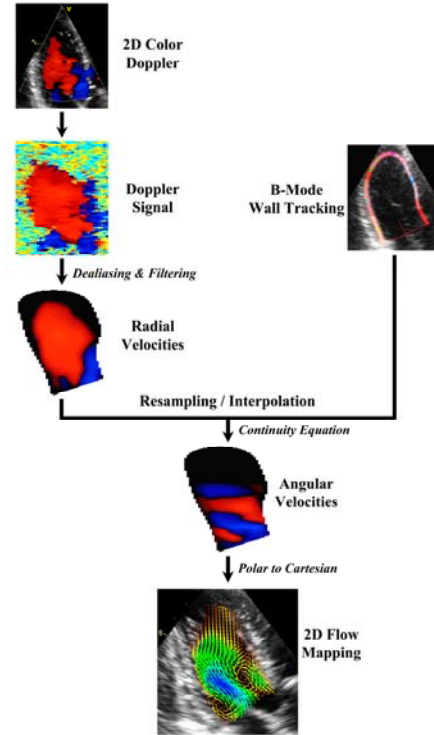 2D Color
Doppler
Doppler
Signal
B-Mode
Wall Tracking
Dealiasing & Filtering
Radial
Velocities
Resampling / Interpolation
Continuity Equation
Angular
Velocities
Polar to Cartesian
2D Flow
Mapping